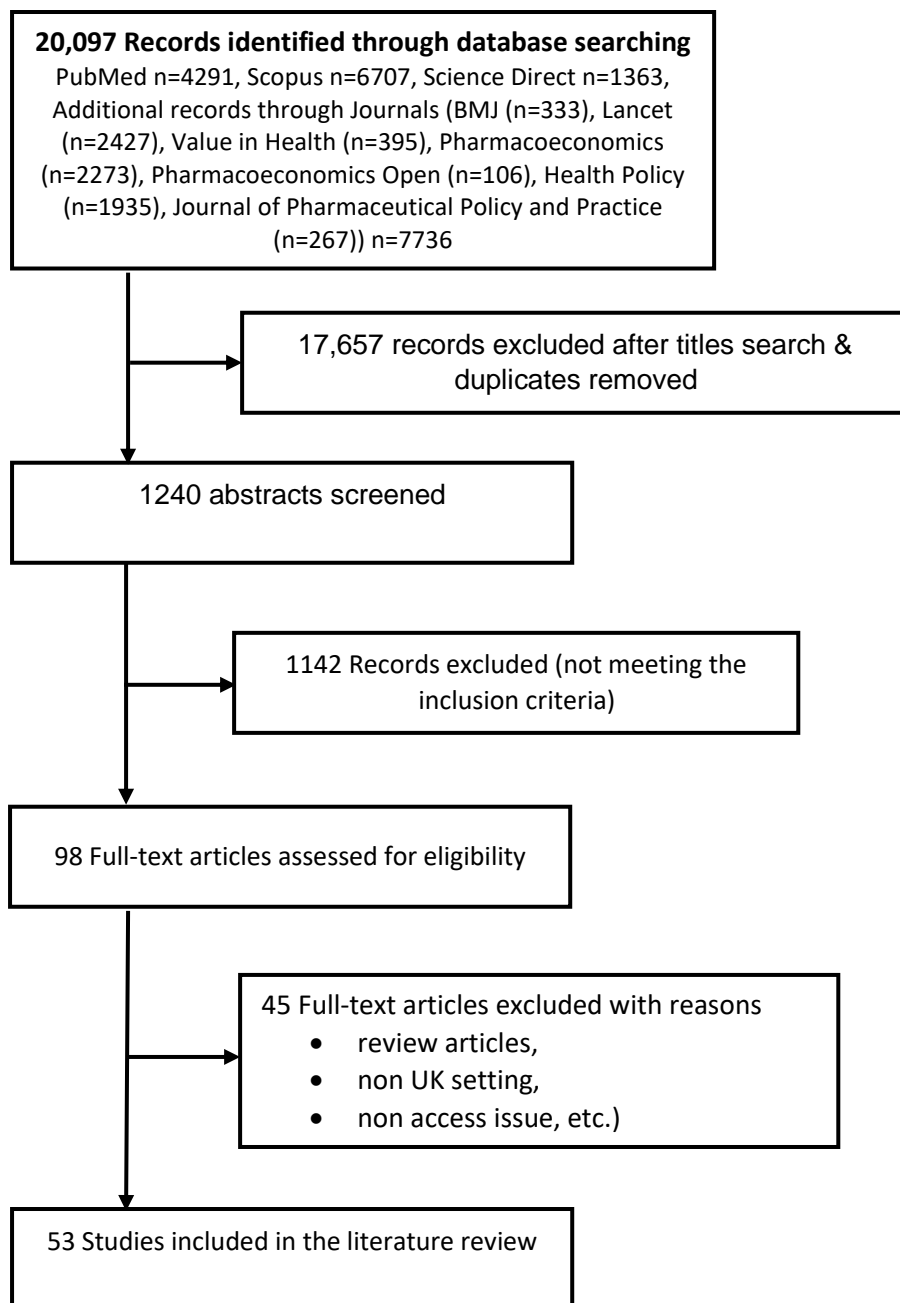 20,097 Records identified through database searching
PubMed n=4291, Scopus n=6707, Science Direct n=1363,
Additional records through Journals (BMJ (n=333), Lancet
(n=2427), Value in Health (n=395), Pharmacoeconomics
(n=2273), Pharmacoeconomics Open (n=106), Health Policy
(n=1935), Journal of Pharmaceutical Policy and Practice
(n=267)) n=7736
17,657 records excluded after titles search &
duplicates removed
1240 abstracts screened
1142 Records excluded (not meeting the
inclusion criteria)
98 Full-text articles assessed for eligibility
45 Full-text articles excluded with reasons
• review articles,
• non UK setting,
• non access issue, etc.)
53 Studies included in the literature review